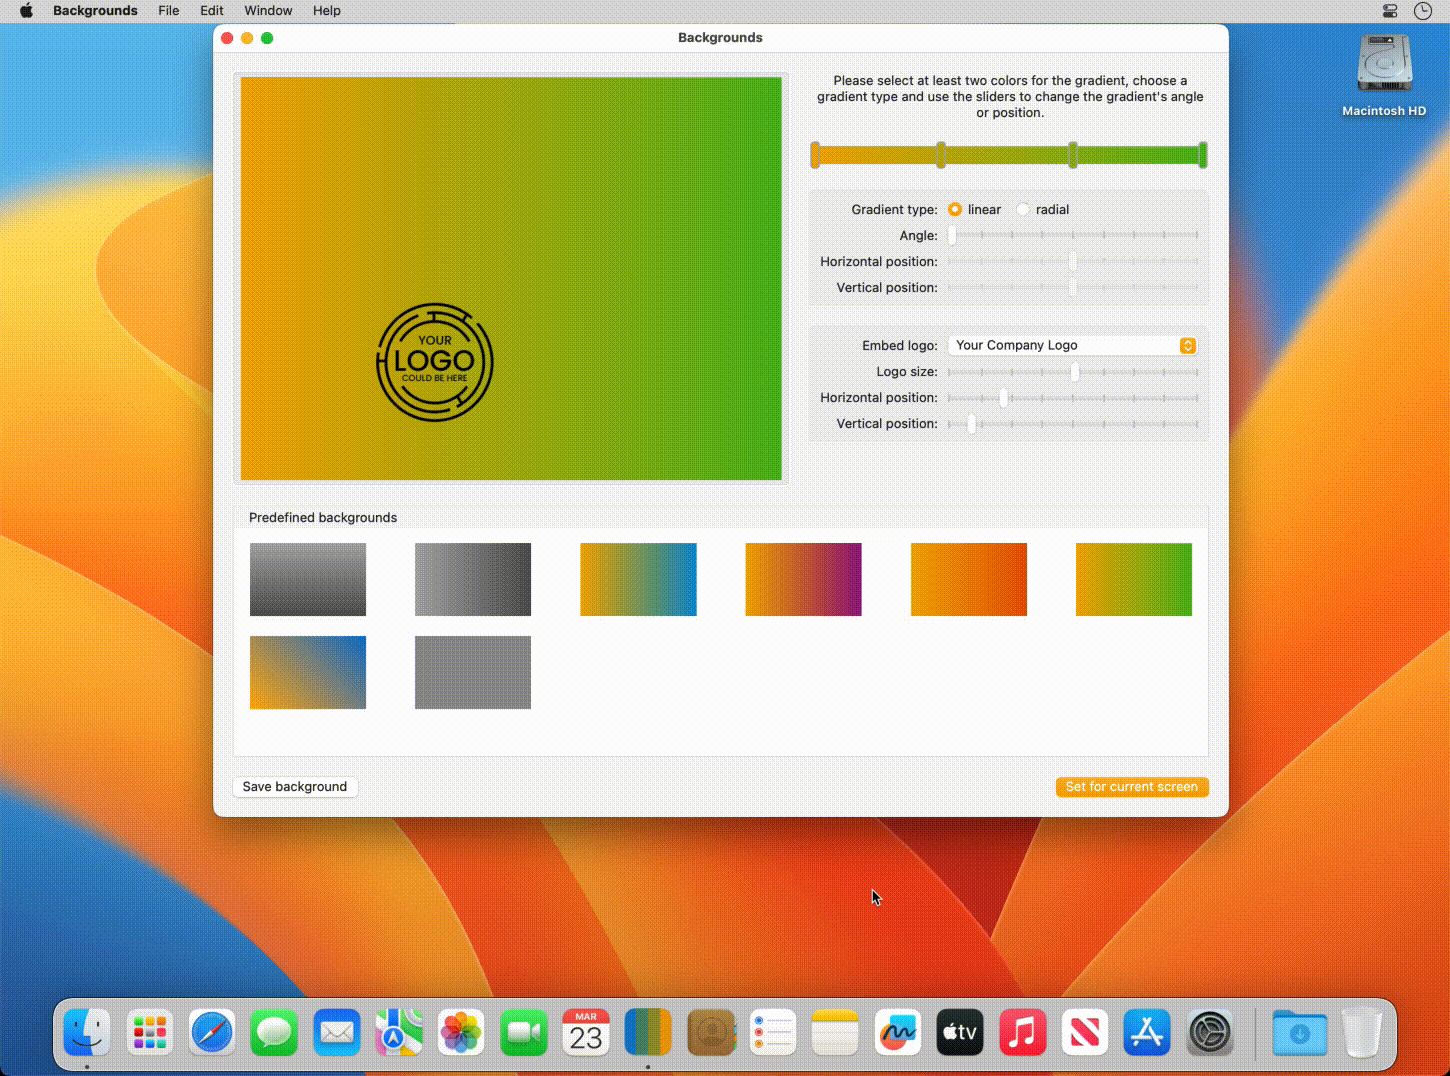 Backgrounds File Edit Window Help
Backgrounds
Macintosh HD
Please select at least two colors for the gradient, choose a
gradient type and use the sliders to change the gradient's angle
or position.
Gradient type: linear radial
Angle:
Horizontal position:
Vertical position:
YOUR
LOGO
COULD BE HERE
Embed logo: Your Company Logo
Logo size:
Horizontal position:
Vertical position:
Predefined backgrounds
Save background
Set for current screen
MAR
23
tv